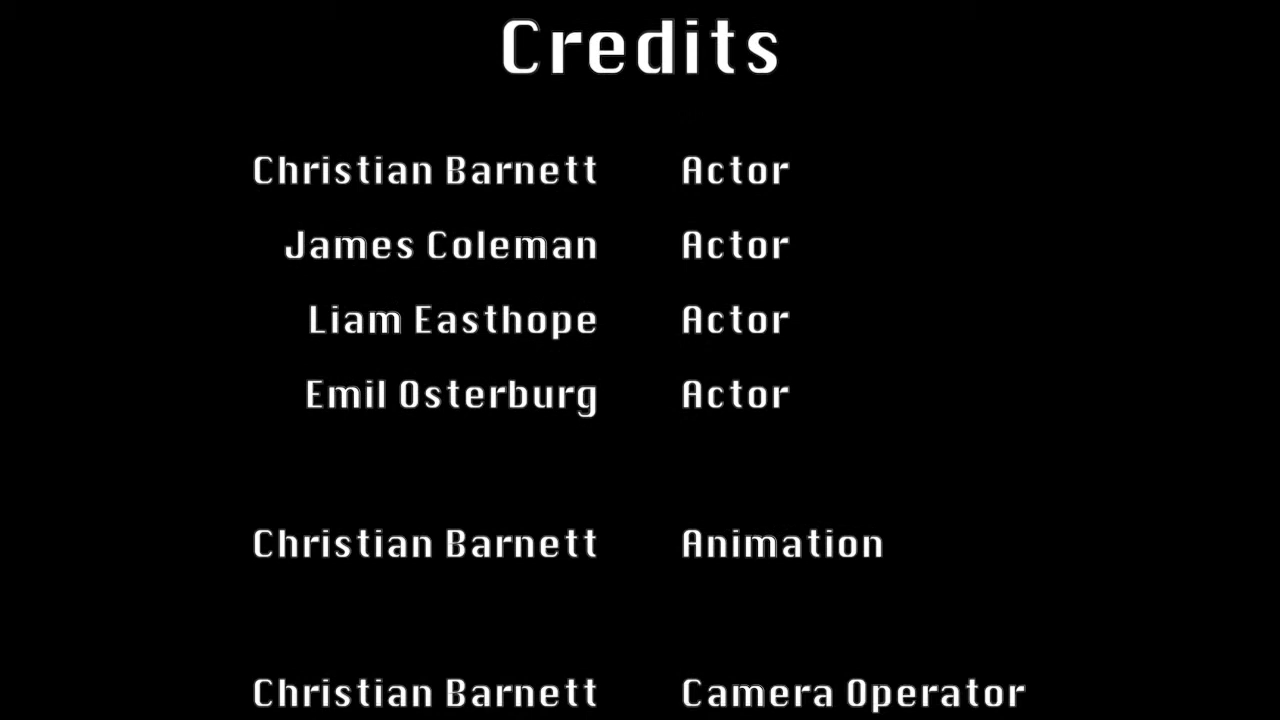 Credits
Christian Barnett Actor
James Coleman Actor
Liam Easthope Actor
Emil Osterburg Actor
Christian Barnett Animation
Christian Barnett Camera Operator